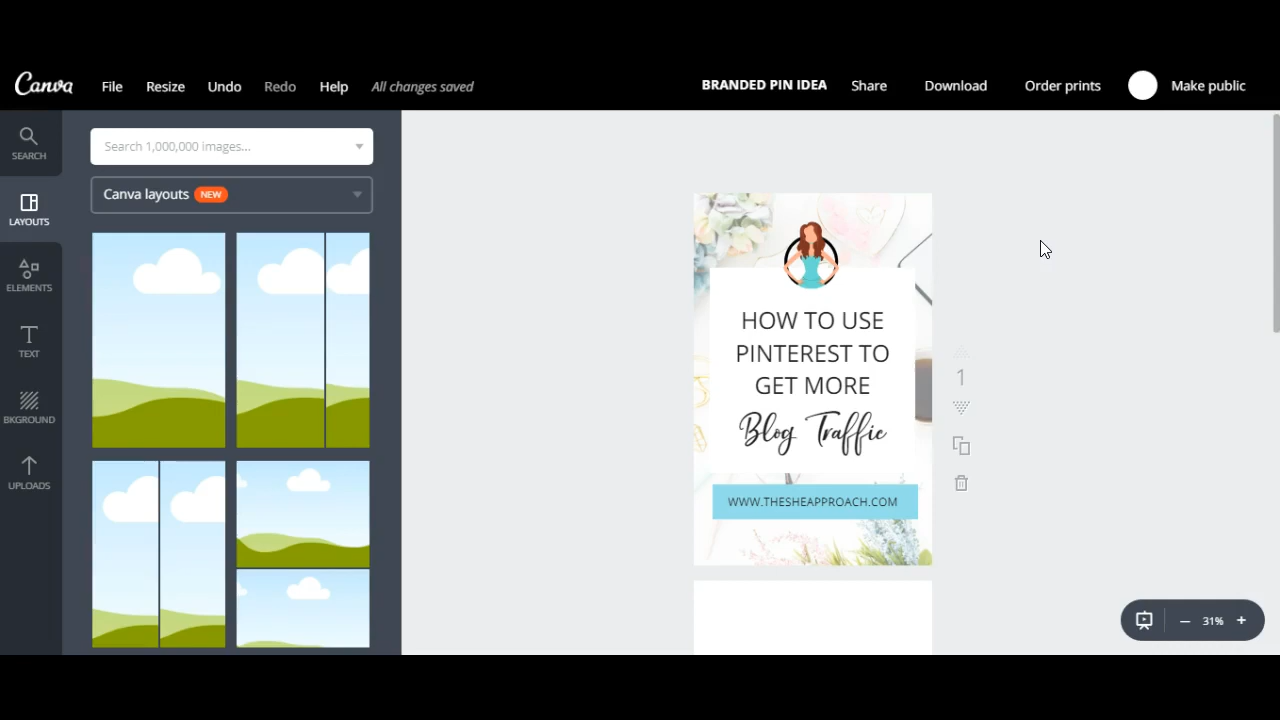 Canva File Resize Undo Redo Help All changes saved BRANDED PIN IDEA Share Download Order prints Make public
SEARCH
LAYOUTS
ELEMENTS
TEXT
BKGROUND
UPLOADS
Search 1,000,000 images...
Canva layouts NEW
HOW TO USE
PINTEREST TO
GET MORE
Blog Traffic
WWW.THESHEAPPROACH.COM
1
31%